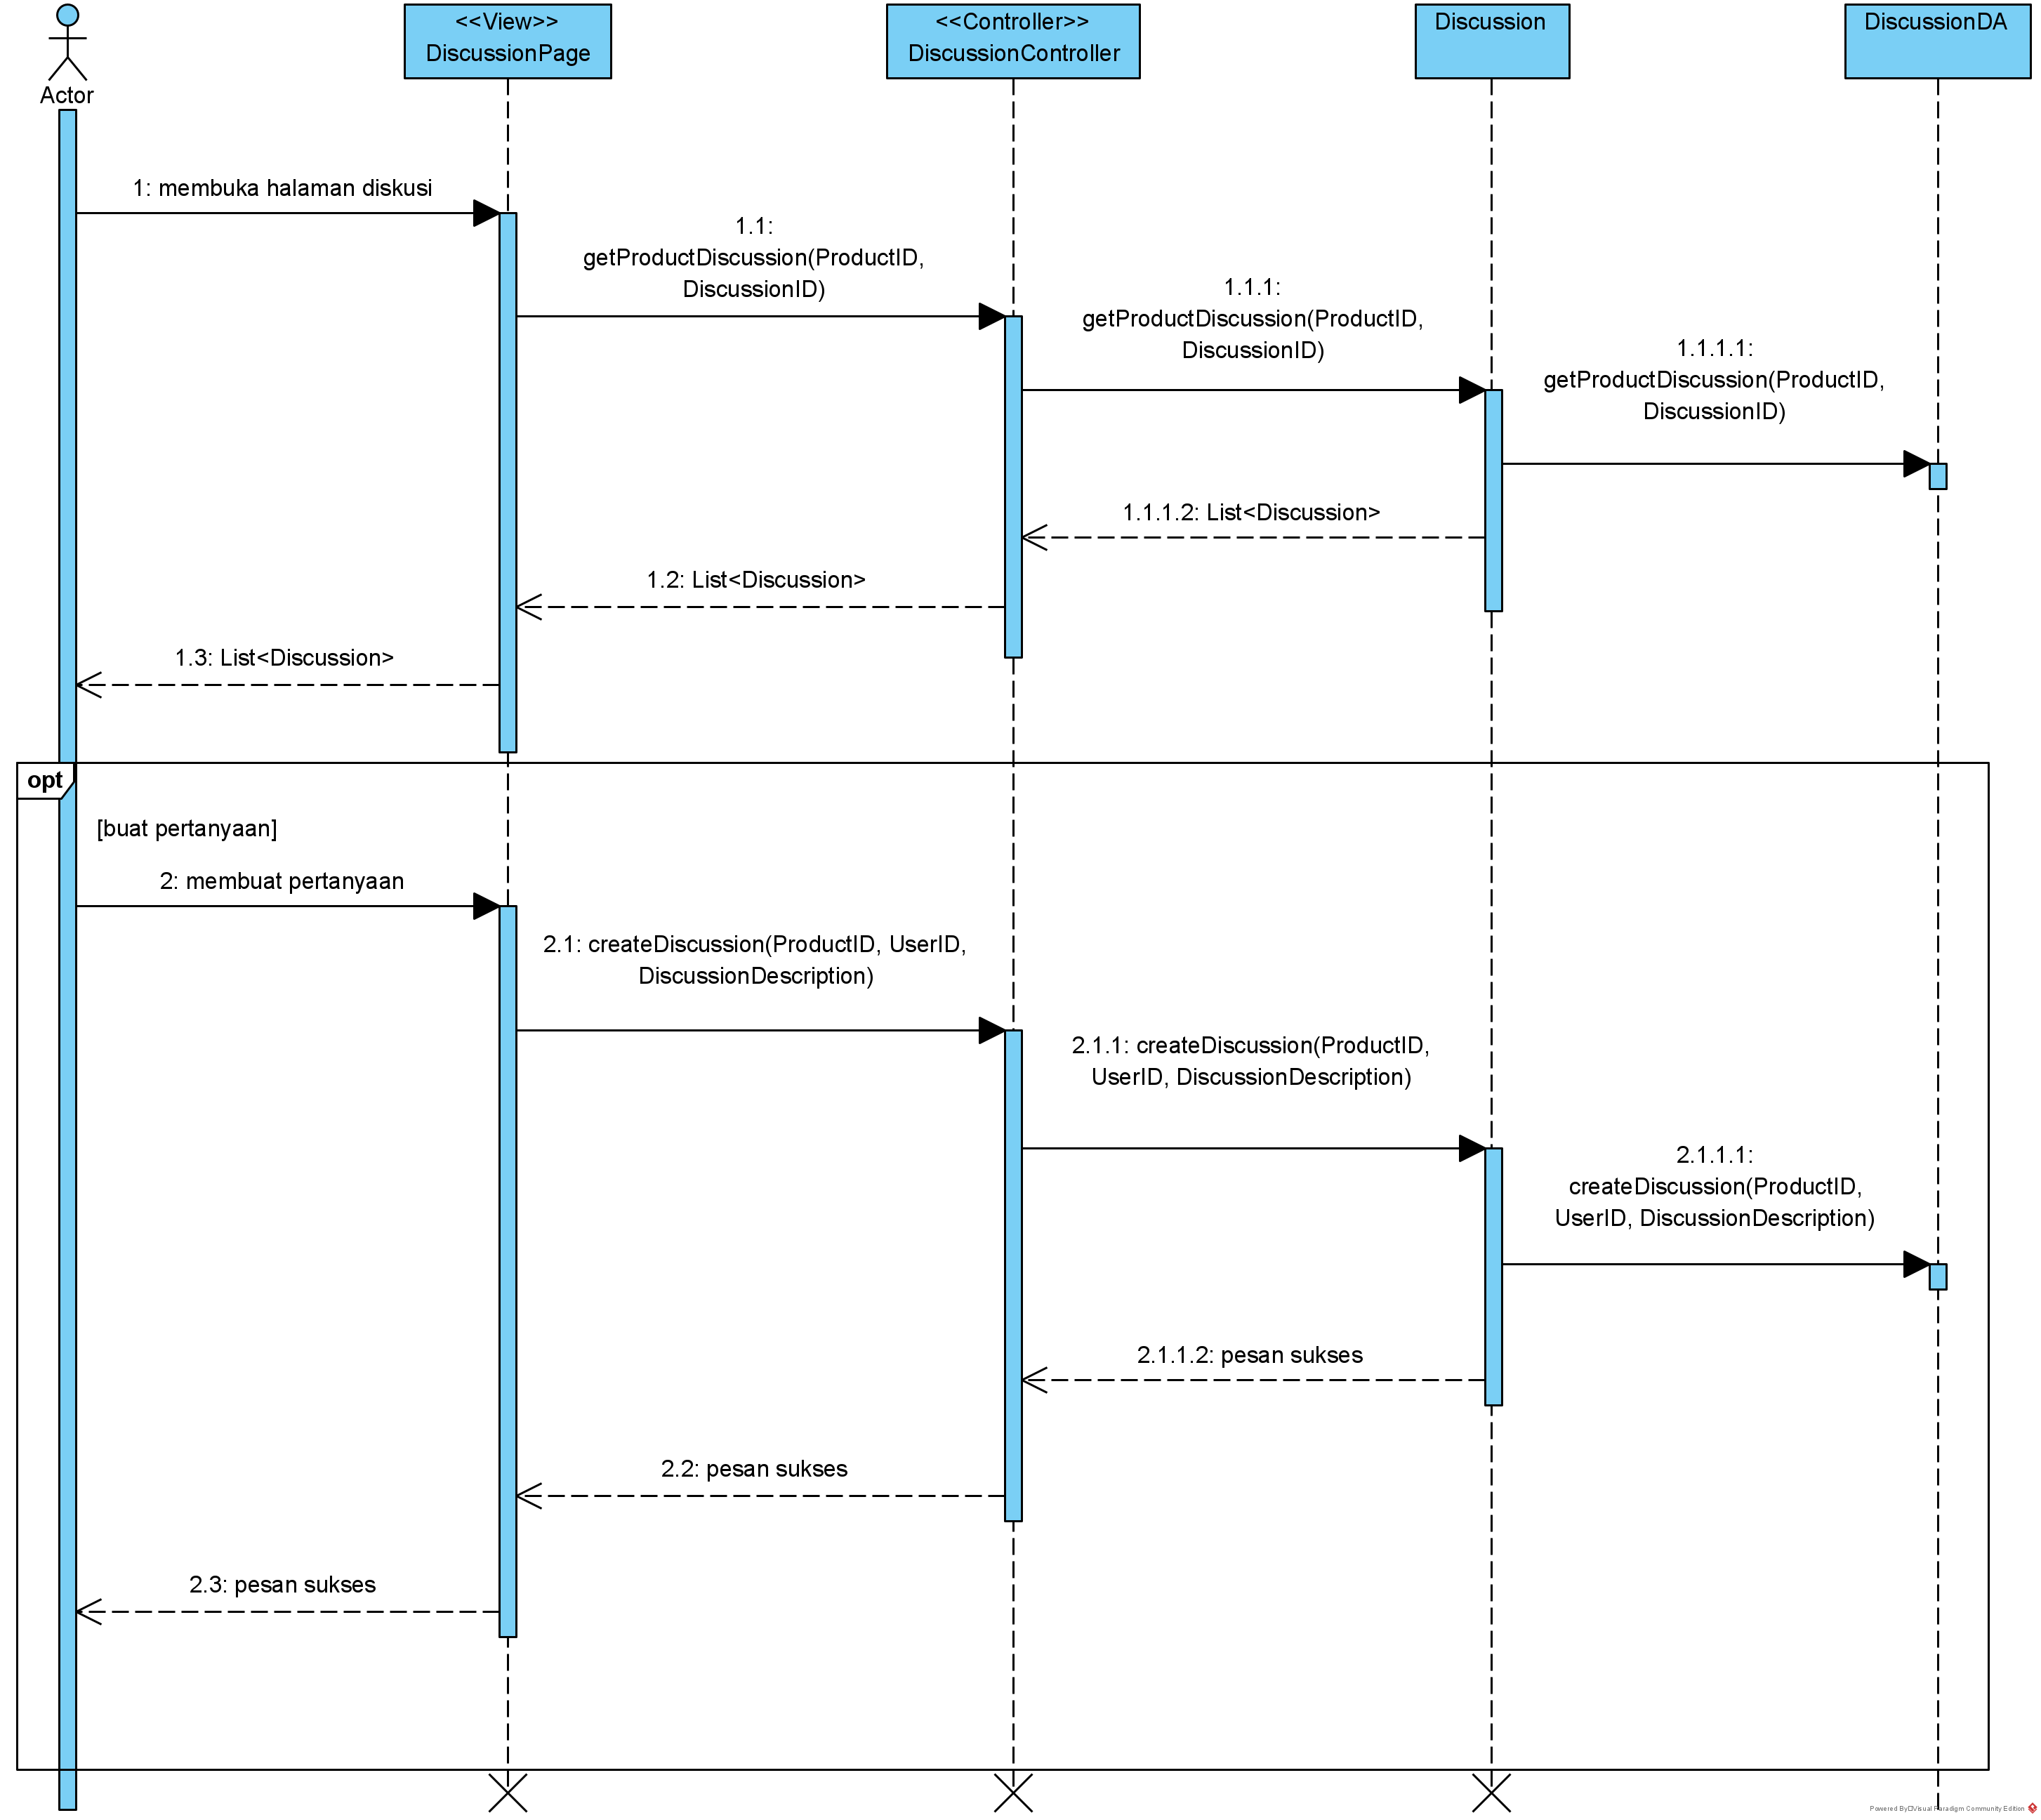 Actor
<<View>>
DiscussionPage
<<Controller>>
DiscussionController
Discussion
DiscussionDA
1: membuka halaman diskusi
1.1:
getProductDiscussion(ProductID,
DiscussionID)
1.1.1:
getProductDiscussion(ProductID,
DiscussionID)
1.1.1.1:
getProductDiscussion(ProductID,
DiscussionID)
1.1.1.2: List<Discussion>
1.2: List<Discussion>
1.3: List<Discussion>
opt
[buat pertanyaan]
2: membuat pertanyaan
2.1: createDiscussion(ProductID, UserID,
DiscussionDescription)
2.1.1: createDiscussion(ProductID,
UserID, DiscussionDescription)
2.1.1.1:
createDiscussion(ProductID,
UserID, DiscussionDescription)
2.1.1.2: pesan sukses
2.2: pesan sukses
2.3: pesan sukses
Powered By Visual Paradigm Community Edition